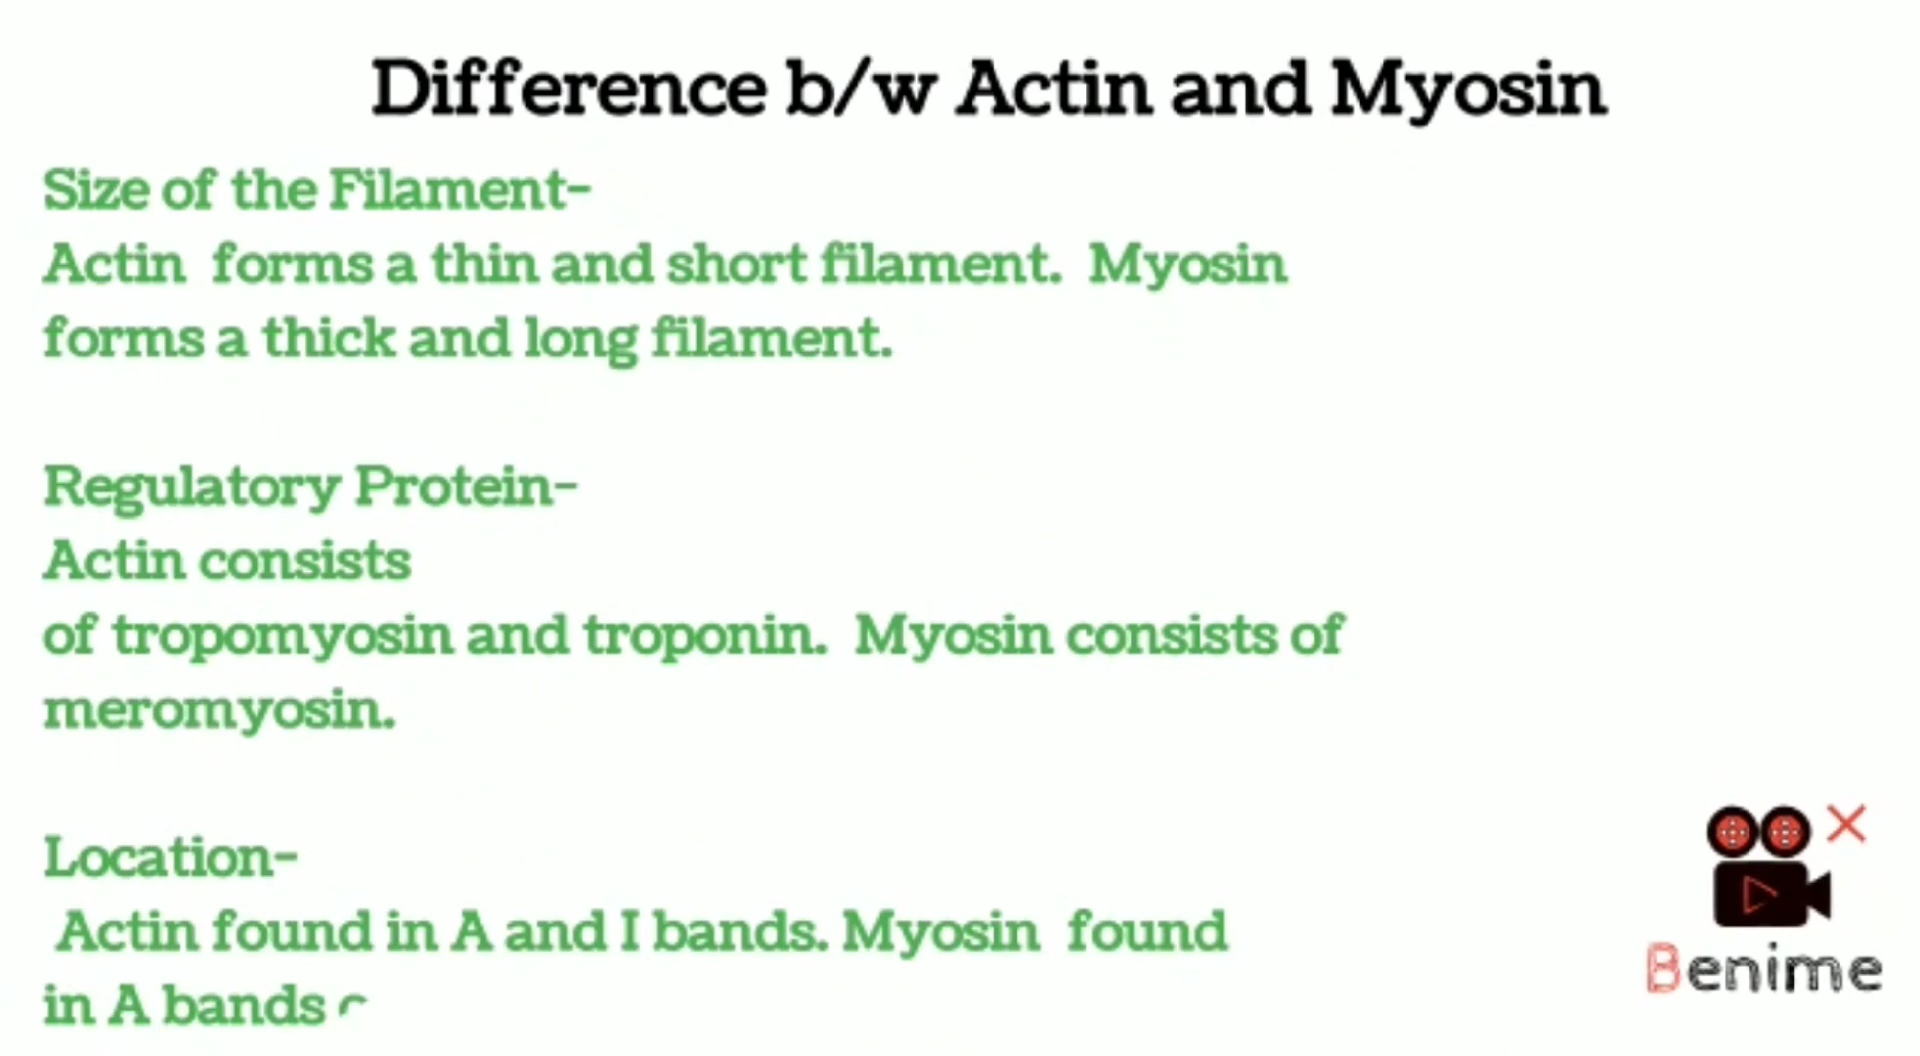 Difference b/w Actin and Myosin
Size of the Filament-
Actin forms a thin and short filament. Myosin
forms a thick and long filament.
Regulatory Protein-
Actin consists
of tropomyosin and troponin. Myosin consists of
meromyosin.
Location-
Actin found in A and I bands. Myosin found
in A bands
Benime